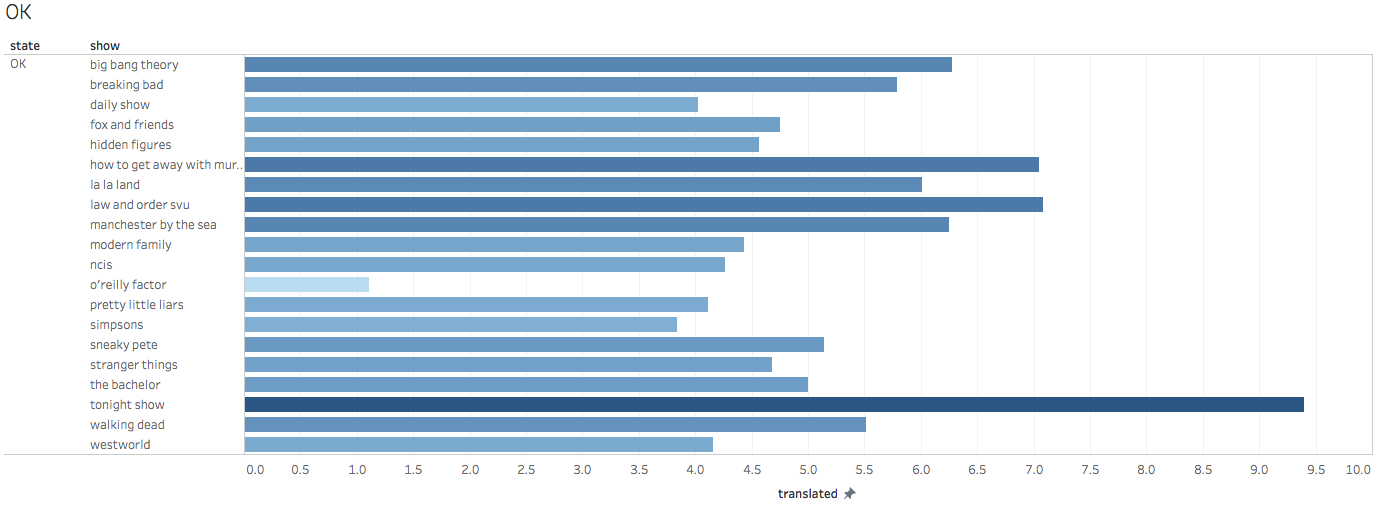 OK
state show
OK big bang theory
breaking bad
daily show
fox and friends
hidden figures
how to get away with mur..
la la land
law and order svu
manchester by the sea
modern family
ncis
o'reilly factor
pretty little liars
simpsons
sneaky pete
stranger things
the bachelor
tonight show
walking dead
westworld
0.0 0.5 1.0 1.5 2.0 2.5 3.0 3.5 4.0 4.5 5.0 5.5 6.0 6.5 7.0 7.5 8.0 8.5 9.0 9.5 10.0
translated